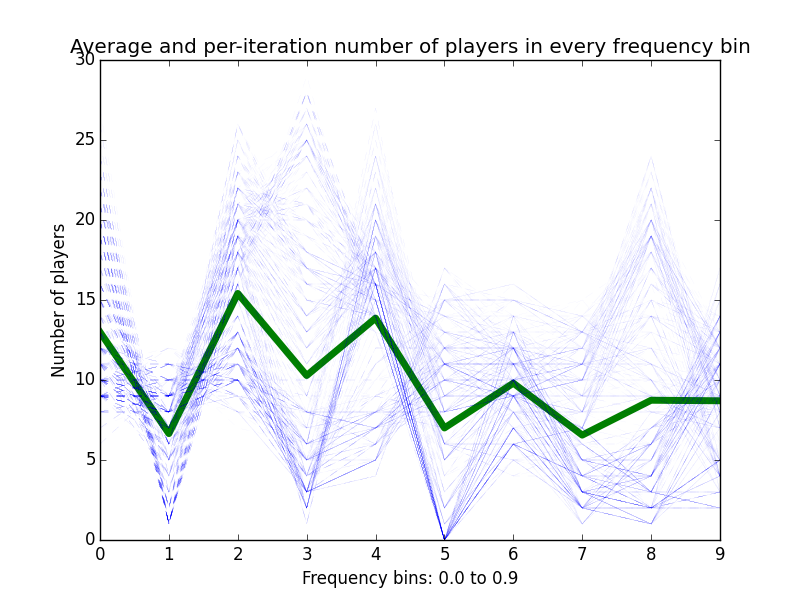 Average and per-iteration number of players in every frequency bin
30
25
20
15
10
5
0
Number of players
0 1 2 3 4 5 6 7 8 9
Frequency bins: 0.0 to 0.9